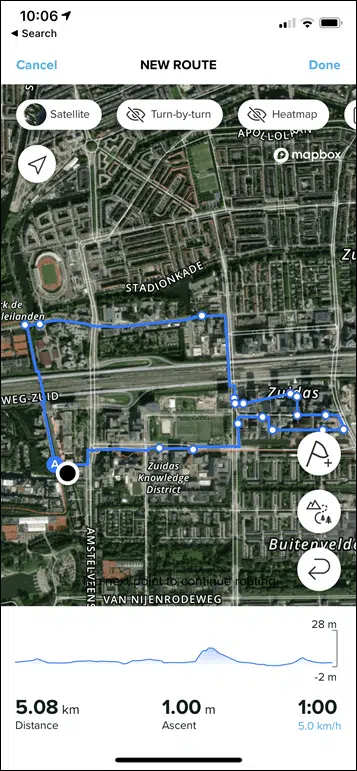 10:06
Search
Cancel
NEW ROUTE
Done
Satellite
Turn-by-turn
Heatmap
APOLLOLAAN
mapbox
Zu
STADIONKADE
rk de
leilanden
WEG-ZUID
Zuidas
A
Zuidas
Knowledge
District
AMSTELVEENS
Buitenvelde
next point to continue routing
VAN NIJENRODEWEG
28 m
-2 m
5.08 km
1.00 m
1:00
Distance
Ascent
5.0 km/h